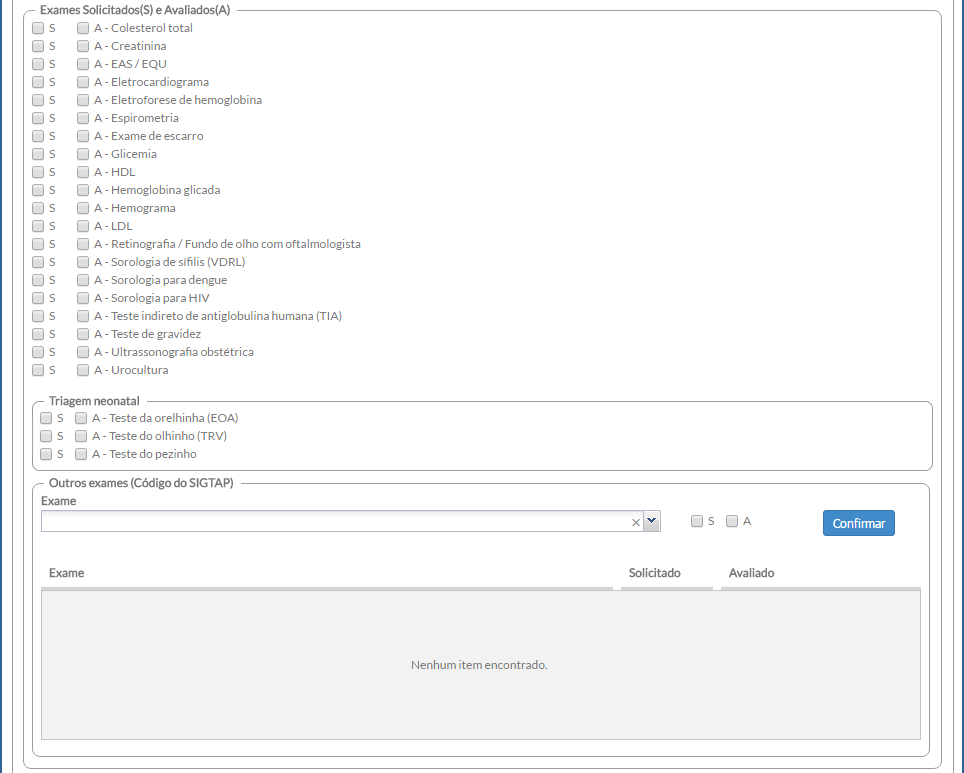 Exames Solicitados(S) e Avaliados(A)
S A - Colesterol total
S A - Creatinina
S A - EAS / EQU
S A - Eletrocardiograma
S A - Eletroforese de hemoglobina
S A - Espirometria
S A - Exame de escarro
S A - Glicemia
S A - HDL
S A - Hemoglobina glicada
S A - Hemograma
S A - LDL
S A - Retinografia / Fundo de olho com oftalmologista
S A - Sorologia de sífilis (VDRL)
S A - Sorologia para dengue
S A - Sorologia para HIV
S A - Teste indireto de antiglobulina humana (TIA)
S A - Teste de gravidez
S A - Ultrassonografia obstétrica
S A - Urocultura
Triagem neonatal
S A - Teste da orelhinha (EOA)
S A - Teste do olhinho (TRV)
S A - Teste do pezinho
Outros exames (Código do SIGTAP)
Exame
S A Confirmar
Exame Solicitado Avaliado
Nenhum item encontrado.